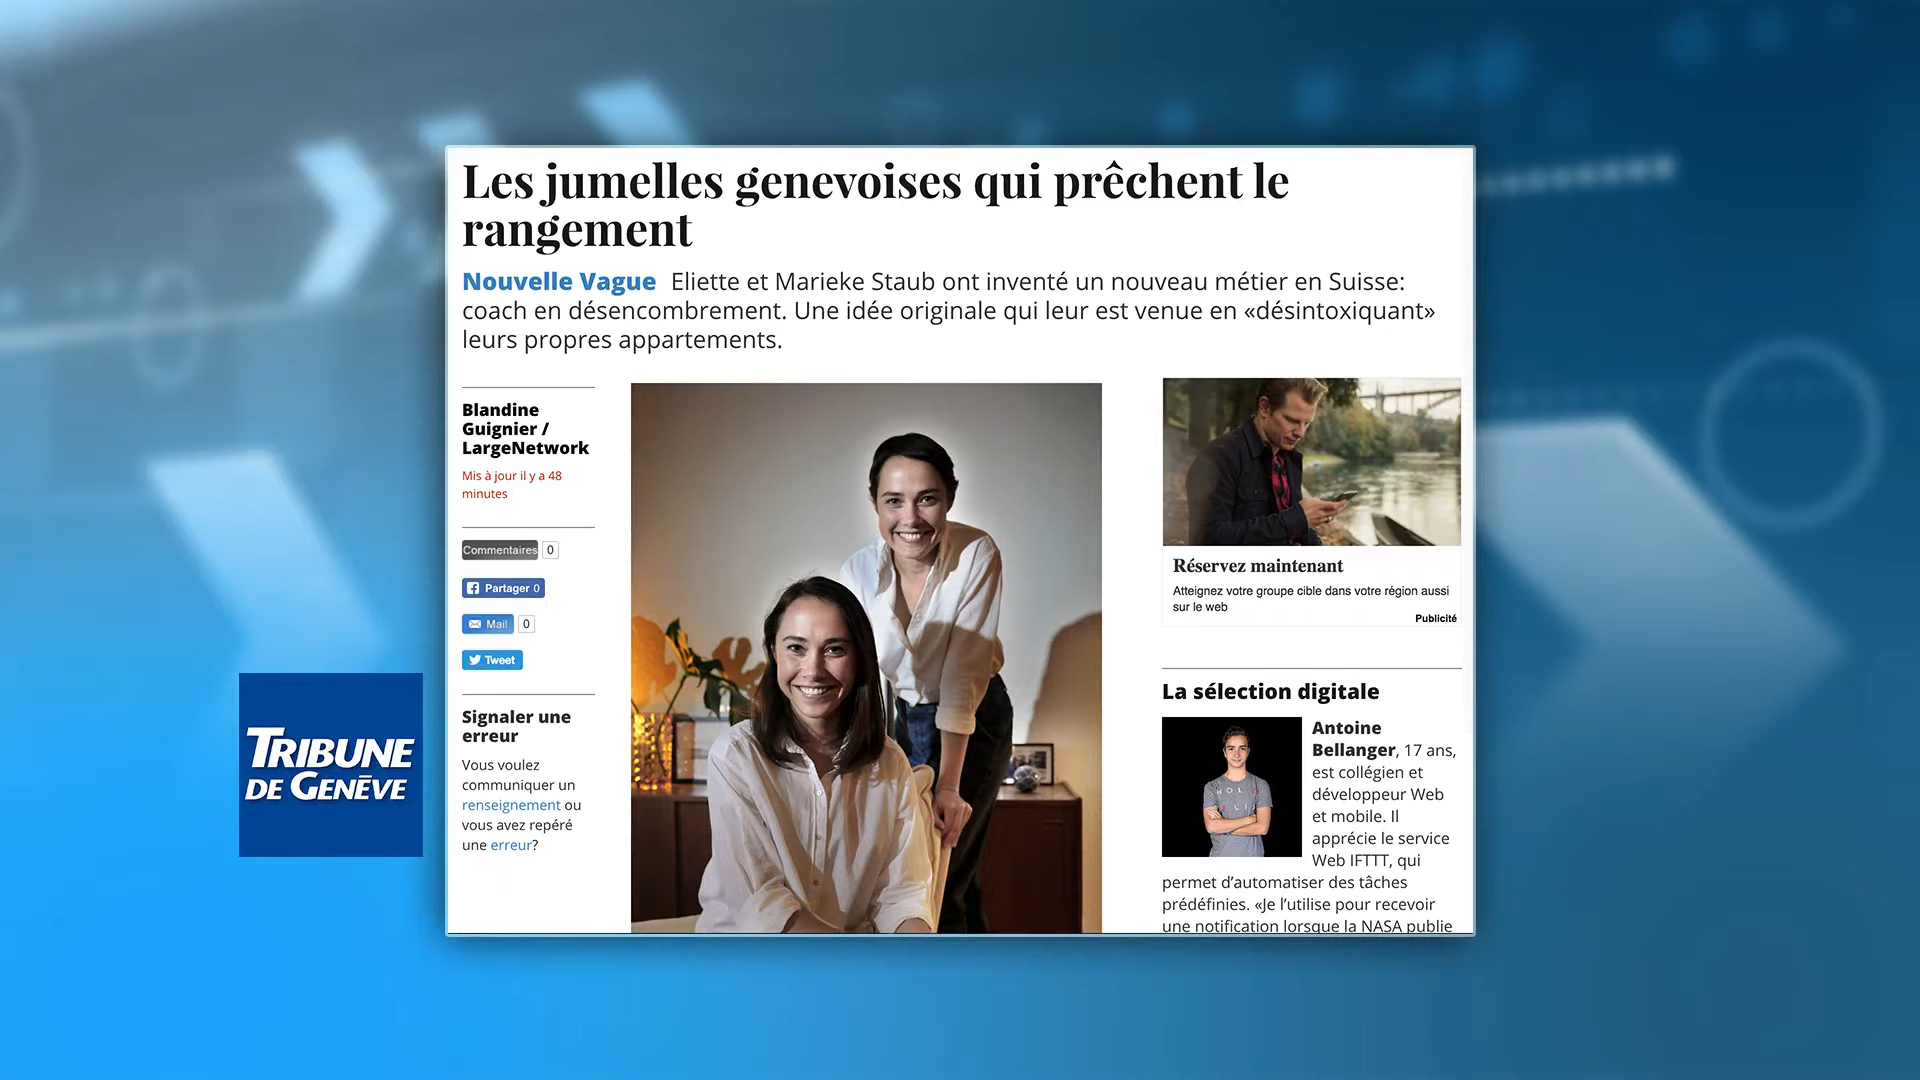 Les jumelles genevoises qui prêchent le
rangement
Nouvelle Vague Eliette et Marieke Staub ont inventé un nouveau métier en Suisse:
coach en désencombrement. Une idée originale qui leur est venue en «désintoxiquant»
leurs propres appartements.
Blandine
Guignier /
LargeNetwork
Mis à jour il y a 48
minutes
Commentaires 0
Partager 0
Mail 0
Tweet
Signaler une
erreur
Vous voulez
communiquer un
renseignement ou
vous avez repéré
une erreur?
Réservez maintenant
Atteignez votre groupe cible dans votre région aussi
sur le web
Publicité
La sélection digitale
Antoine
Bellanger, 17 ans,
est collégien et
développeur Web
et mobile. Il
apprécie le service
Web IFTTT, qui
permet d’automatiser des tâches
prédéfinies. «Je l’utilise pour recevoir
une notification lorsque la NASA publie
TRIBUNE
DE GENÈVE